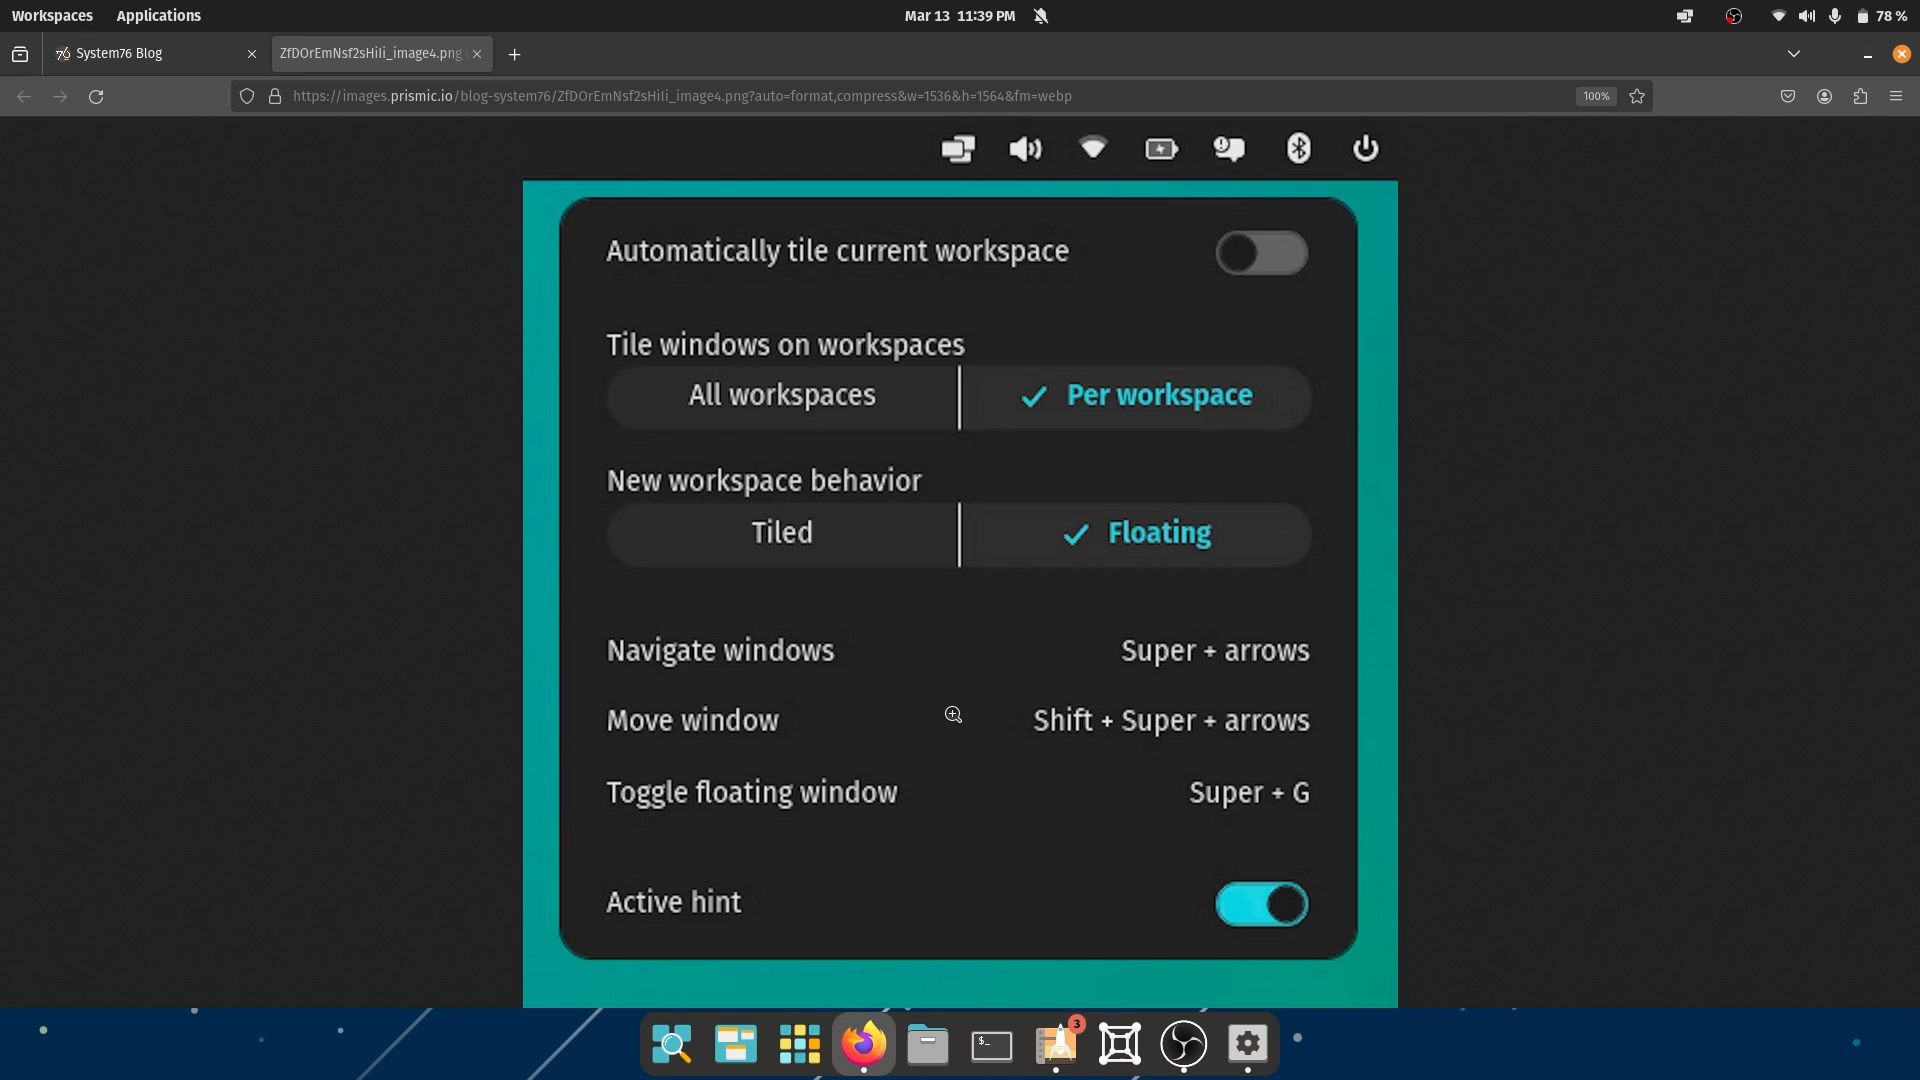 Workspaces Applications Mar 13 11:39 PM 78 %
System76 Blog ZfDOrEmNsf2sHiIi_image4.png
https://images.prismic.io/blog-system76/ZfDOrEmNsf2sHiIi_image4.png?auto=format,compress&w=1536&h=1564&fm=webp 100%
Automatically tile current workspace
Tile windows on workspaces
All workspaces Per workspace
New workspace behavior
Tiled Floating
Navigate windows Super + arrows
Move window Shift + Super + arrows
Toggle floating window Super + G
Active hint
3
$_